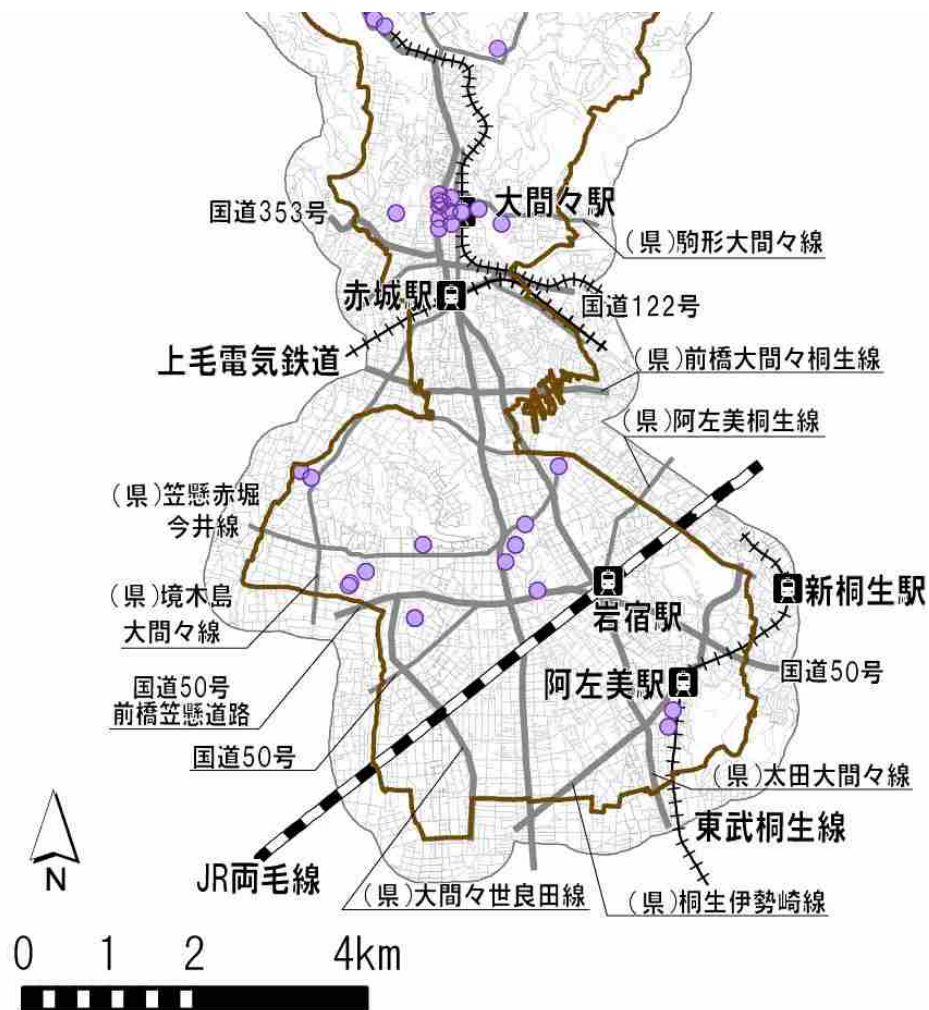 大間々駅
国道353号
(県)駒形大間々線
赤城駅
国道122号
上毛電気鉄道
(県)前橋大間々桐生線
(県)阿左美桐生線
(県)笠懸赤堀
今井線
(県)境木島
大間々線
新桐生駅
岩宿駅
国道50号
阿左美駅
国道50号
前橋笠懸道路
国道50号
(県)太田大間々線
東武桐生線
JR両毛線
(県)大間々世良田線
(県)桐生伊勢崎線
N
0 1 2 4km